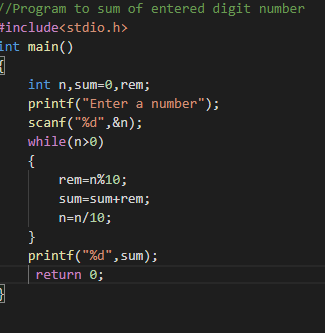 //Program to sum of entered digit number
#include<stdio.h>
int main()
{
    int n,sum=0,rem;
    printf("Enter a number");
    scanf("%d",&n);
    while(n>0)
    {
        rem=n%10;
        sum=sum+rem;
        n=n/10;
    }
    printf("%d",sum);
     return 0;
}